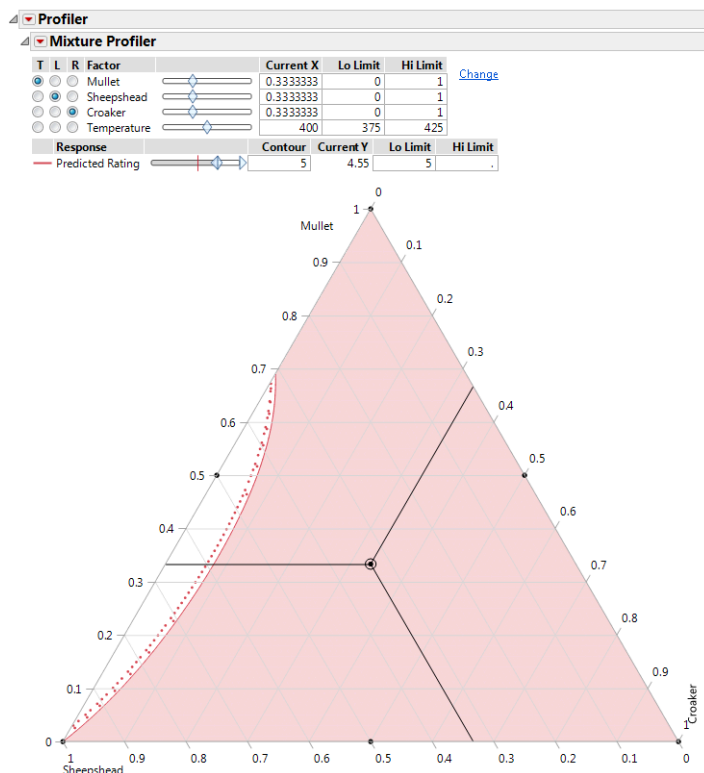 Profiler
Mixture Profiler
T L R Factor Current X Lo Limit Hi Limit
Mullet 0.3333333 0 1 Change
Sheepshead 0.3333333 0 1
Croaker 0.3333333 0 1
Temperature 400 375 425
Response Contour Current Y Lo Limit Hi Limit
Predicted Rating 5 4.55 5 .
0
1
Mullet
0.1
0.9
0.2
0.8
0.3
0.7
0.4
0.6
0.5
0.5
0.6
0.4
0.7
0.3
0.8
0.2
0.9
0.1
Croaker
1
0
1 0.9 0.8 0.7 0.6 0.5 0.4 0.3 0.2 0.1 0
Sheepshead